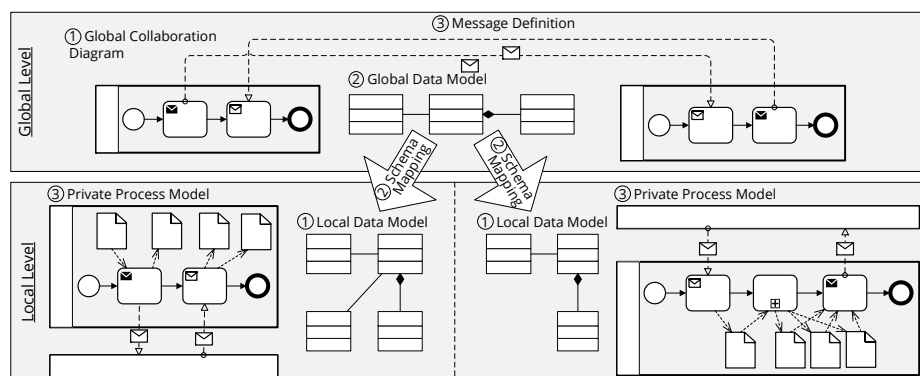 ③ Message Definition
① Global Collaboration
Diagram
② Global Data Model
Global Level
② Schema
Mapping
② Schema
Mapping
③ Private Process Model
① Local Data Model
① Local Data Model
③ Private Process Model
Local Level